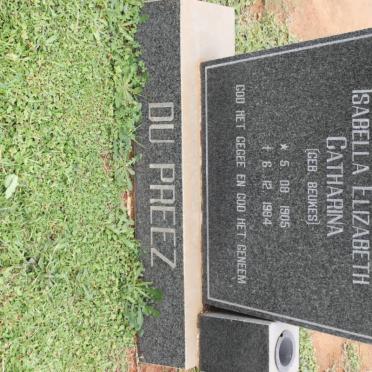 ISABELLA ELIZABETH
CATHARINA
(GEB. BEUKES)
★ 5. 08. 1905
† 6. 12. 1984
GOD HET GEGEE EN GOD HET GENEEM
DU PREEZ